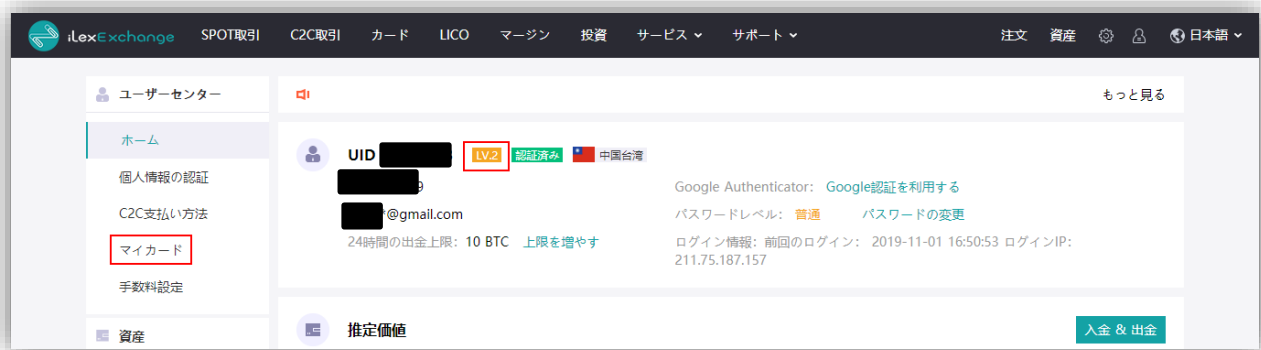 iLexExchange SPOT取引 C2C取引 カード LICO マージン 投資 サービス サポート 注文 資産 日本語
ユーザーセンター
もっと見る
ホーム
個人情報の認証
C2C支払い方法
マイカード
手数料設定
資産
UID LV.2 認証済み 中国台湾
9
*@gmail.com
24時間の出金上限: 10 BTC 上限を増やす
Google Authenticator: Google認証を利用する
パスワードレベル: 普通 パスワードの変更
ログイン情報: 前回のログイン: 2019-11-01 16:50:53 ログインIP:
211.75.187.157
推定価値
入金 & 出金